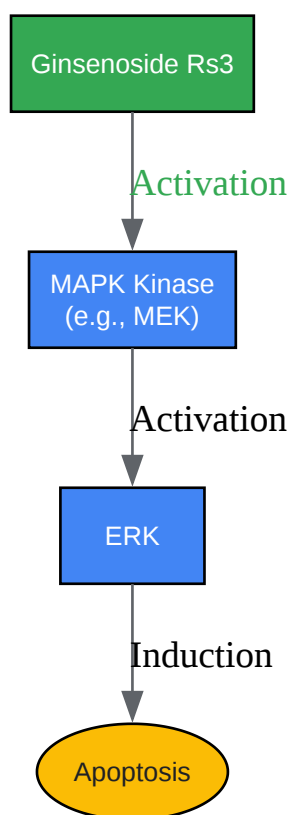 Ginsenoside Rs3
Activation
MAPK Kinase
(e.g., MEK)
Activation
ERK
Induction
Apoptosis